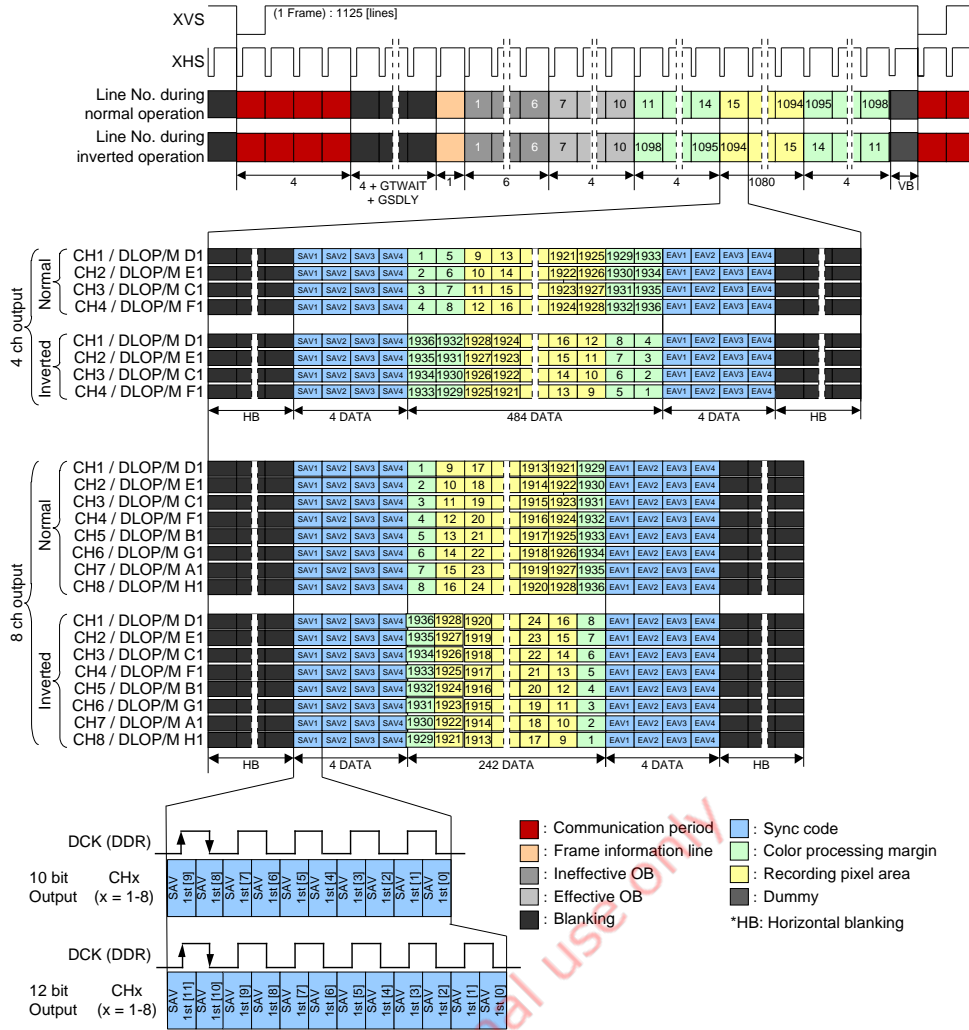 XVS (1 Frame) : 1125 [lines]
XHS
Line No. during normal operation 1 6 7 10 11 14 15 1094 1095 1098
Line No. during inverted operation 1 6 7 10 1098 1095 1094 15 14 11
4 4 + GTWAIT + GSDLY 1 6 4 4 1080 4 VB
4 ch output
Normal
CH1 / DLOP/M D1 SAV1 SAV2 SAV3 SAV4 1 5 9 13 1921 1925 1929 1933 EAV1 EAV2 EAV3 EAV4
CH2 / DLOP/M E1 SAV1 SAV2 SAV3 SAV4 2 6 10 14 1922 1926 1930 1934 EAV1 EAV2 EAV3 EAV4
CH3 / DLOP/M C1 SAV1 SAV2 SAV3 SAV4 3 7 11 15 1923 1927 1931 1935 EAV1 EAV2 EAV3 EAV4
CH4 / DLOP/M F1 SAV1 SAV2 SAV3 SAV4 4 8 12 16 1924 1928 1932 1936 EAV1 EAV2 EAV3 EAV4
Inverted
CH1 / DLOP/M D1 SAV1 SAV2 SAV3 SAV4 1936 1932 1928 1924 16 12 8 4 EAV1 EAV2 EAV3 EAV4
CH2 / DLOP/M E1 SAV1 SAV2 SAV3 SAV4 1935 1931 1927 1923 15 11 7 3 EAV1 EAV2 EAV3 EAV4
CH3 / DLOP/M C1 SAV1 SAV2 SAV3 SAV4 1934 1930 1926 1922 14 10 6 2 EAV1 EAV2 EAV3 EAV4
CH4 / DLOP/M F1 SAV1 SAV2 SAV3 SAV4 1933 1929 1925 1921 13 9 5 1 EAV1 EAV2 EAV3 EAV4
HB 4 DATA 484 DATA 4 DATA HB
8 ch output
Normal
CH1 / DLOP/M D1 SAV1 SAV2 SAV3 SAV4 1 9 17 1913 1921 1929 EAV1 EAV2 EAV3 EAV4
CH2 / DLOP/M E1 SAV1 SAV2 SAV3 SAV4 2 10 18 1914 1922 1930 EAV1 EAV2 EAV3 EAV4
CH3 / DLOP/M C1 SAV1 SAV2 SAV3 SAV4 3 11 19 1915 1923 1931 EAV1 EAV2 EAV3 EAV4
CH4 / DLOP/M F1 SAV1 SAV2 SAV3 SAV4 4 12 20 1916 1924 1932 EAV1 EAV2 EAV3 EAV4
CH5 / DLOP/M B1 SAV1 SAV2 SAV3 SAV4 5 13 21 1917 1925 1933 EAV1 EAV2 EAV3 EAV4
CH6 / DLOP/M G1 SAV1 SAV2 SAV3 SAV4 6 14 22 1918 1926 1934 EAV1 EAV2 EAV3 EAV4
CH7 / DLOP/M A1 SAV1 SAV2 SAV3 SAV4 7 15 23 1919 1927 1935 EAV1 EAV2 EAV3 EAV4
CH8 / DLOP/M H1 SAV1 SAV2 SAV3 SAV4 8 16 24 1920 1928 1936 EAV1 EAV2 EAV3 EAV4
Inverted
CH1 / DLOP/M D1 SAV1 SAV2 SAV3 SAV4 1936 1928 1920 24 16 8 EAV1 EAV2 EAV3 EAV4
CH2 / DLOP/M E1 SAV1 SAV2 SAV3 SAV4 1935 1927 1919 23 15 7 EAV1 EAV2 EAV3 EAV4
CH3 / DLOP/M C1 SAV1 SAV2 SAV3 SAV4 1934 1926 1918 22 14 6 EAV1 EAV2 EAV3 EAV4
CH4 / DLOP/M F1 SAV1 SAV2 SAV3 SAV4 1933 1925 1917 21 13 5 EAV1 EAV2 EAV3 EAV4
CH5 / DLOP/M B1 SAV1 SAV2 SAV3 SAV4 1932 1924 1916 20 12 4 EAV1 EAV2 EAV3 EAV4
CH6 / DLOP/M G1 SAV1 SAV2 SAV3 SAV4 1931 1923 1915 19 11 3 EAV1 EAV2 EAV3 EAV4
CH7 / DLOP/M A1 SAV1 SAV2 SAV3 SAV4 1930 1922 1914 18 10 2 EAV1 EAV2 EAV3 EAV4
CH8 / DLOP/M H1 SAV1 SAV2 SAV3 SAV4 1929 1921 1913 17 9 1 EAV1 EAV2 EAV3 EAV4
HB 4 DATA 242 DATA 4 DATA HB
DCK (DDR)
10 bit Output CHx (x = 1-8) SAV 1st [9] SAV 1st [8] SAV 1st [7] SAV 1st [6] SAV 1st [5] SAV 1st [4] SAV 1st [3] SAV 1st [2] SAV 1st [1] SAV 1st [0]
DCK (DDR)
12 bit Output CHx (x = 1-8) SAV 1st [11] SAV 1st [10] SAV 1st [9] SAV 1st [8] SAV 1st [7] SAV 1st [6] SAV 1st [5] SAV 1st [4] SAV 1st [3] SAV 1st [2] SAV 1st [1] SAV 1st [0]
: Communication period
: Frame information line
: Ineffective OB
: Effective OB
: Blanking
: Sync code
: Color processing margin
: Recording pixel area
: Dummy
*HB: Horizontal blanking
nal use only